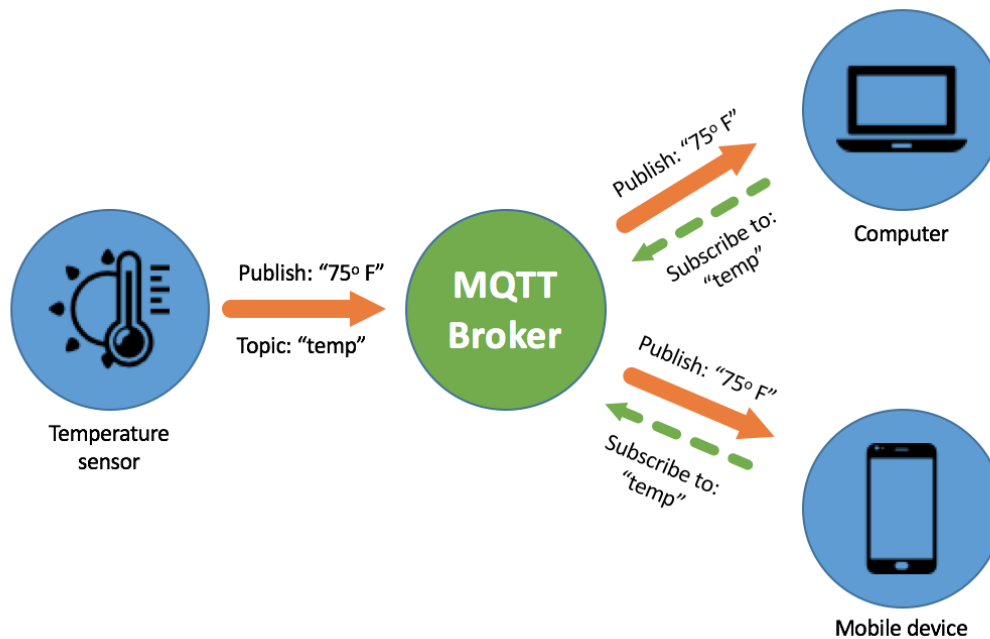 Publish: “75º F”
Topic: “temp”
Temperature
sensor
MQTT
Broker
Publish: “75º F”
Subscribe to:
“temp”
Computer
Publish: “75º F”
Subscribe to:
“temp”
Mobile device